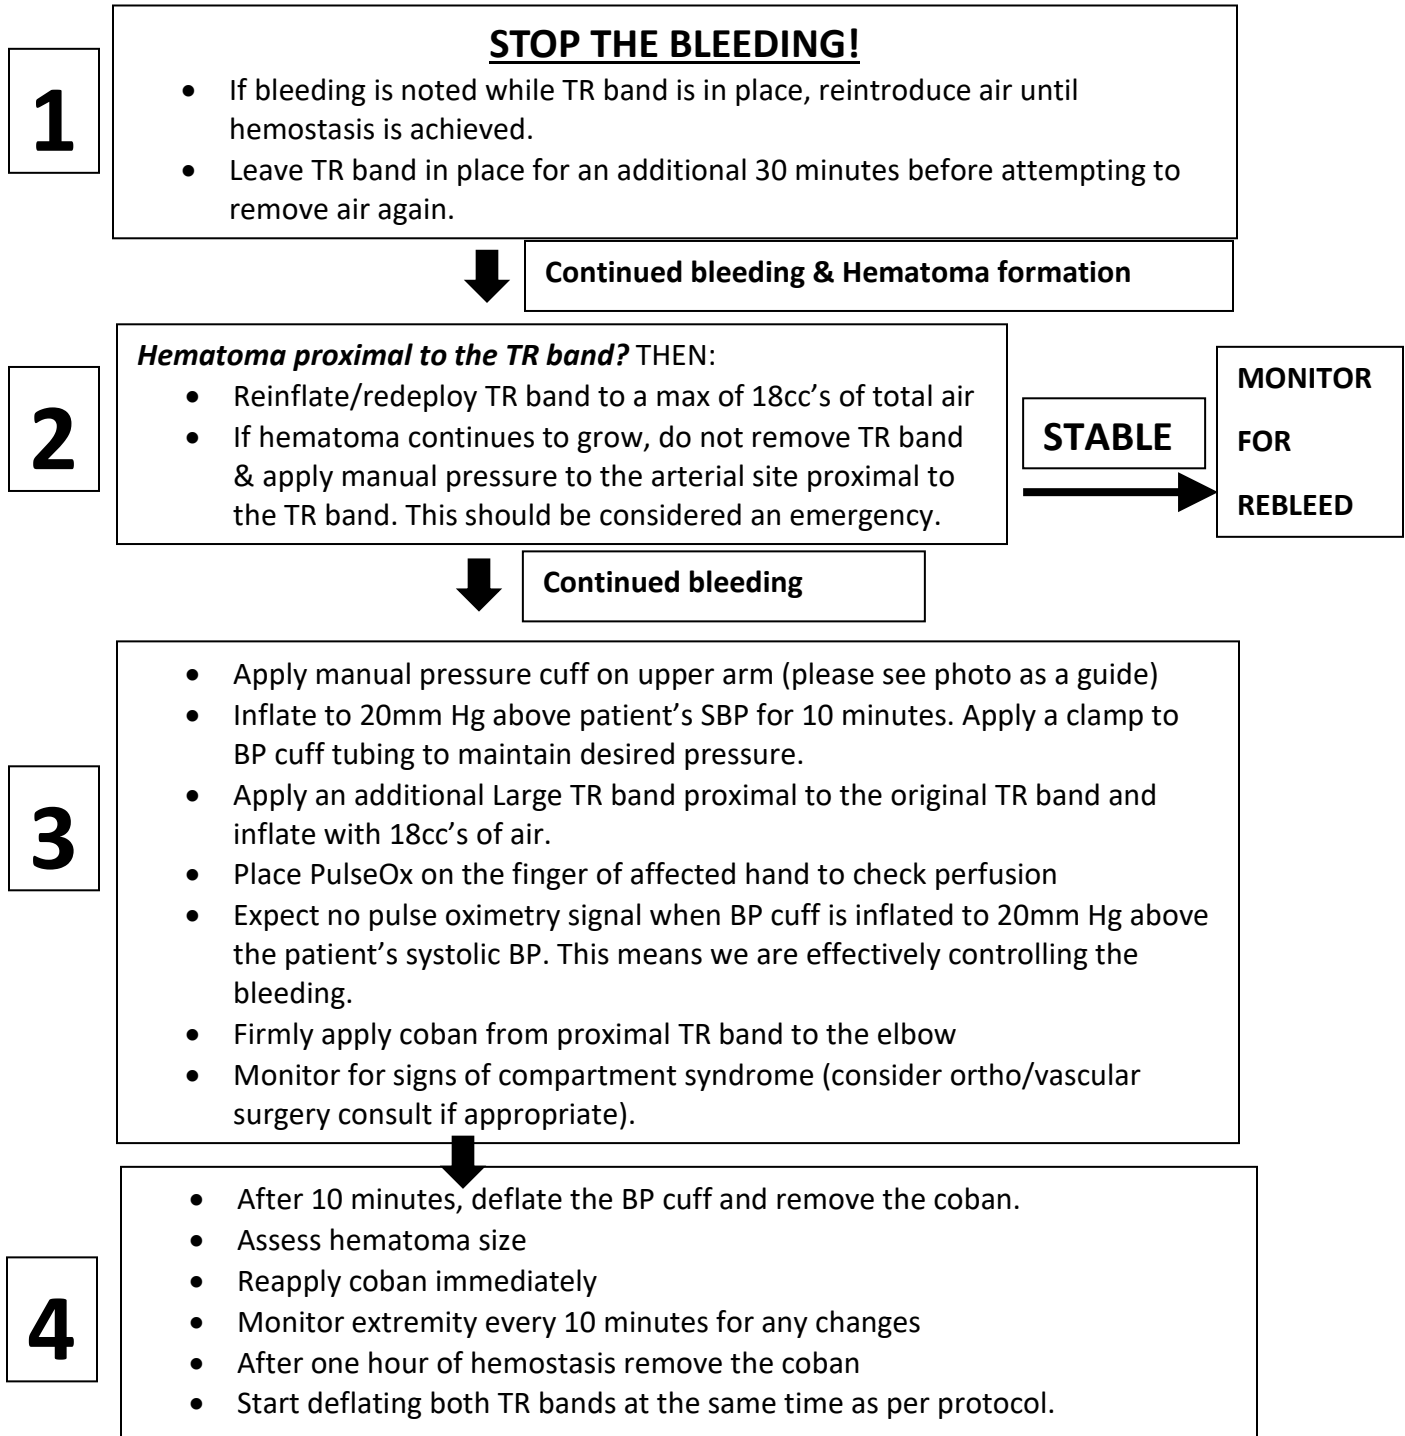 STOP THE BLEEDING!
1
• If bleeding is noted while TR band is in place, reintroduce air until
hemostasis is achieved.
• Leave TR band in place for an additional 30 minutes before attempting to
remove air again.
Continued bleeding & Hematoma formation
2
Hematoma proximal to the TR band? THEN:
• Reinflate/redeploy TR band to a max of 18cc’s of total air
• If hematoma continues to grow, do not remove TR band
& apply manual pressure to the arterial site proximal to
the TR band. This should be considered an emergency.
STABLE
MONITOR
FOR
REBLEED
Continued bleeding
3
• Apply manual pressure cuff on upper arm (please see photo as a guide)
• Inflate to 20mm Hg above patient’s SBP for 10 minutes. Apply a clamp to
BP cuff tubing to maintain desired pressure.
• Apply an additional Large TR band proximal to the original TR band and
inflate with 18cc’s of air.
• Place PulseOx on the finger of affected hand to check perfusion
• Expect no pulse oximetry signal when BP cuff is inflated to 20mm Hg above
the patient’s systolic BP. This means we are effectively controlling the
bleeding.
• Firmly apply coban from proximal TR band to the elbow
• Monitor for signs of compartment syndrome (consider ortho/vascular
surgery consult if appropriate).
4
• After 10 minutes, deflate the BP cuff and remove the coban.
• Assess hematoma size
• Reapply coban immediately
• Monitor extremity every 10 minutes for any changes
• After one hour of hemostasis remove the coban
• Start deflating both TR bands at the same time as per protocol.